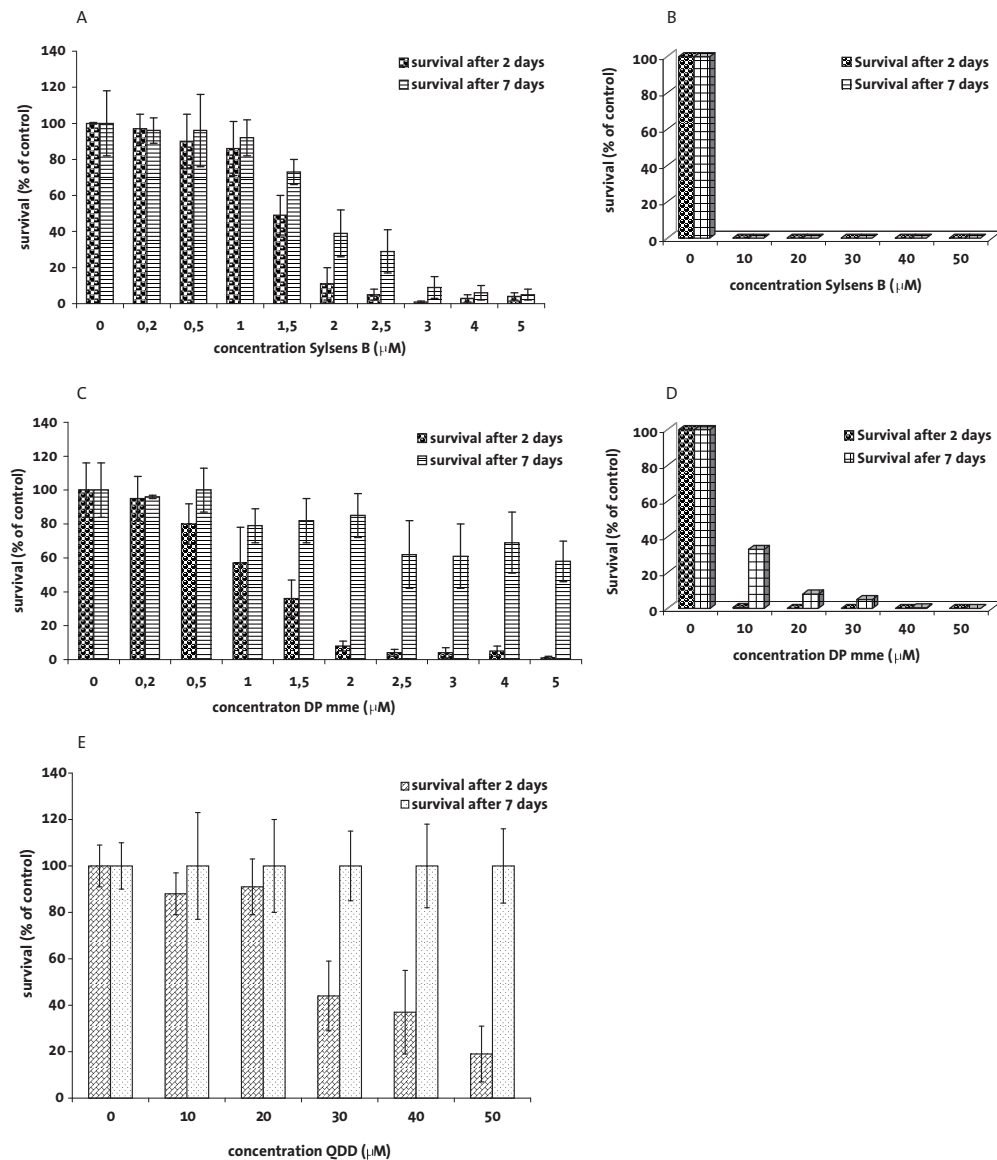 A
140
120
100
80
60
40
20
0
survival (% of control)
survival after 2 days
survival after 7 days
0 0,2 0,5 1 1,5 2 2,5 3 4 5
concentration Sylsens B (μM)
B
100
80
60
40
20
0
survival (% of control)
Survival after 2 days
Survival after 7 days
0 10 20 30 40 50
concentration Sylsens B (μM)
C
140
120
100
80
60
40
20
0
survival (% of control)
survival after 2 days
survival after 7 days
0 0,2 0,5 1 1,5 2 2,5 3 4 5
concentraton DP mme (μM)
D
100
80
60
40
20
0
Survival (% of control)
Survival after 2 days
Survival afer 7 days
0 10 20 30 40 50
concentration DP mme (μM)
E
140
120
100
80
60
40
20
0
survival (% of control)
survival after 2 days
survival after 7 days
0 10 20 30 40 50
concentration QDD (μM)